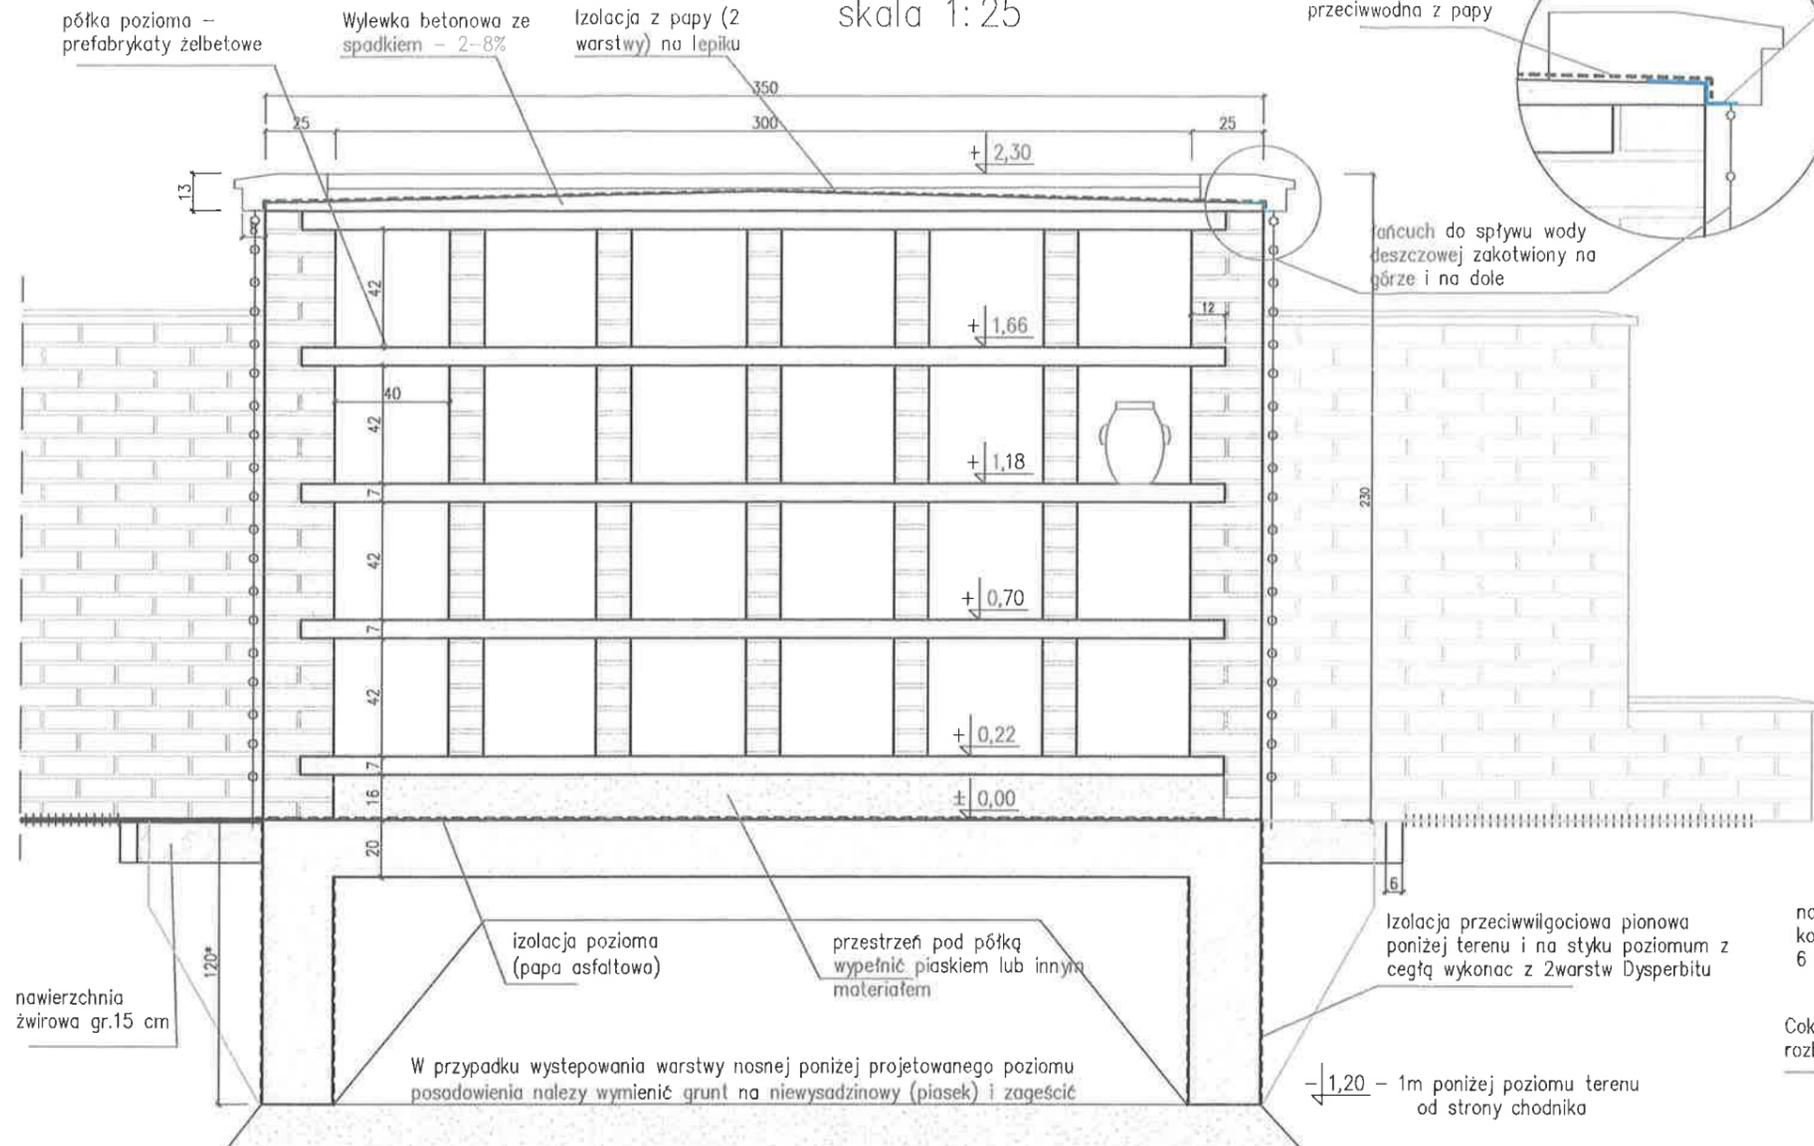 półka pozioma –
prefabrykaty żelbetowe
Wylewka betonowa ze
spadkiem – 2–8%
Izolacja z papy (2
warstwy) na lepiku
skala 1:25
przeciwwodna z papy
350
25
300
25
+ 2,30
13
8
łańcuch do spływu wody
deszczowej zakotwiony na
górze i na dole
42
12
+ 1,66
40
42
+ 1,18
7
230
42
+ 0,70
7
42
+ 0,22
7
16
± 0,00
20
6
120*
izolacja pozioma
(papa asfaltowa)
przestrzeń pod półką
wypełnić piaskiem lub innym
materiałem
Izolacja przeciwwilgociowa pionowa
poniżej terenu i na styku poziomum z
cegłą wykonac z 2warstw Dysperbitu
6
nawierzchnia
żwirowa gr.15 cm
W przypadku wystepowania warstwy nosnej poniżej projetowanego poziomu
posadowienia nalezy wymienić grunt na niewysadzinowy (piasek) i zagęścić
–1,20 – 1m poniżej poziomu terenu
od strony chodnika